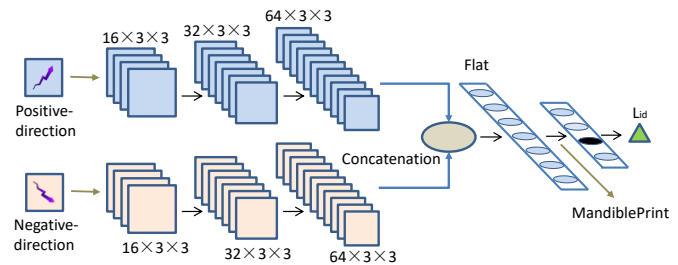 16×3×3
32×3×3
64×3×3
Positive-
direction
Flat
Lid
Concatenation
MandiblePrint
Negative-
direction
16×3×3
32×3×3
64×3×3